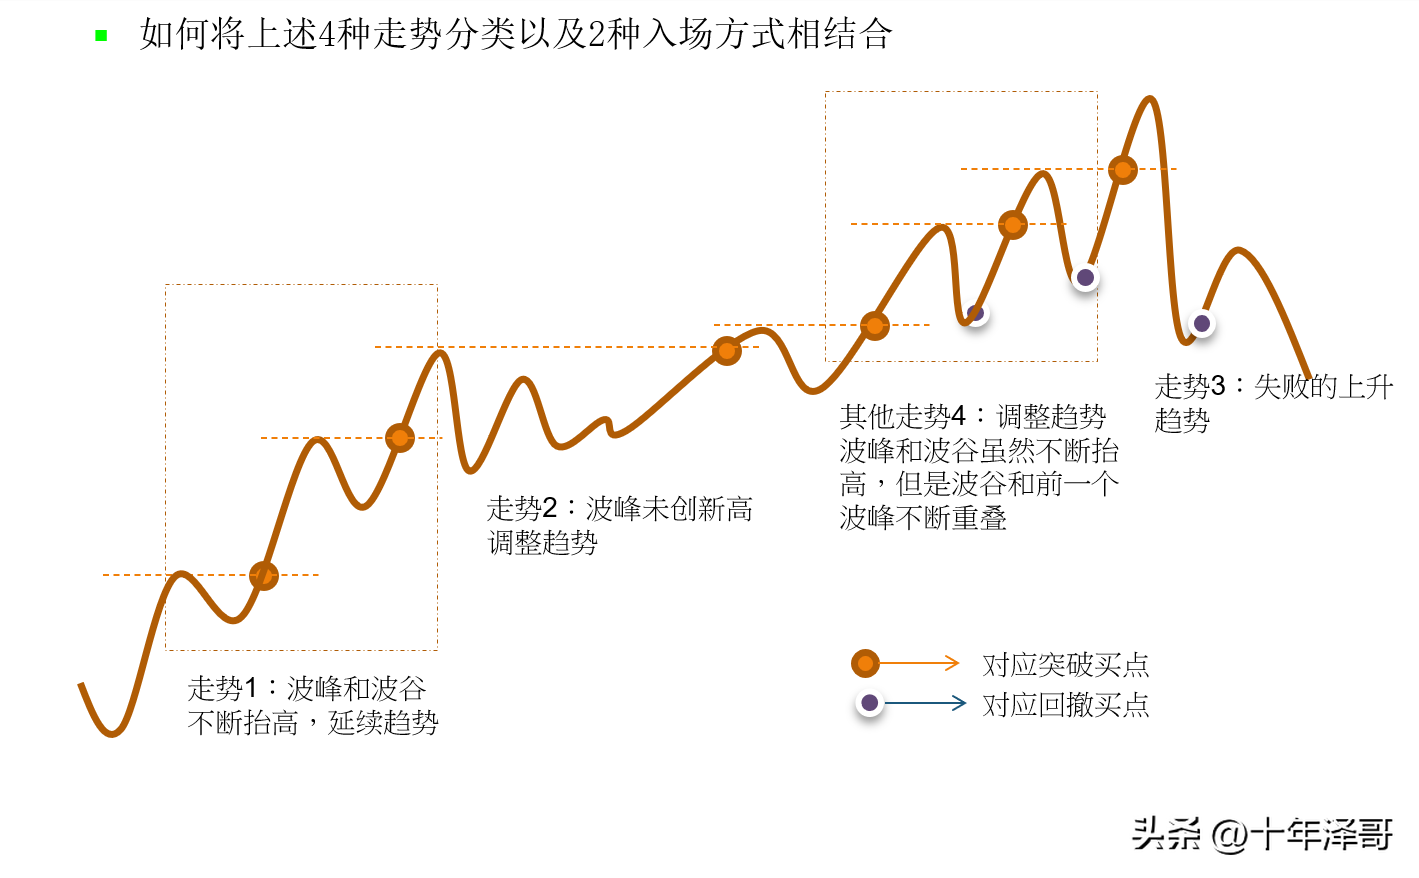 如何将上述4种走势分类以及2种入场方式相结合
走势3：失败的上升
趋势
其他走势4：调整趋势
波峰和波谷虽然不断抬
高，但是波谷和前一个
波峰不断重叠
走势2：波峰未创新高
调整趋势
走势1：波峰和波谷
不断抬高，延续趋势
对应突破买点
对应回撤买点
头条 @十年泽哥